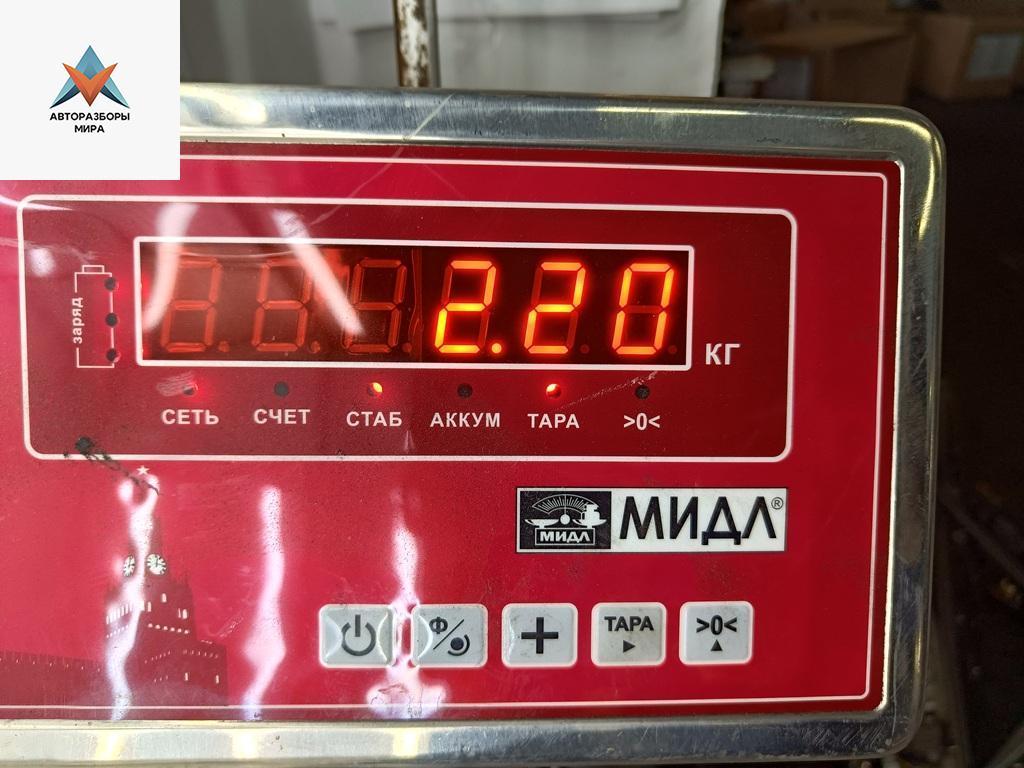 АВТОРАЗБОРЫ
МИРА
заряд
2.20
КГ
СЕТЬ СЧЕТ СТАБ АККУМ ТАРА >0<
МИДЛ МИДЛ®
Ф ТАРА >0<